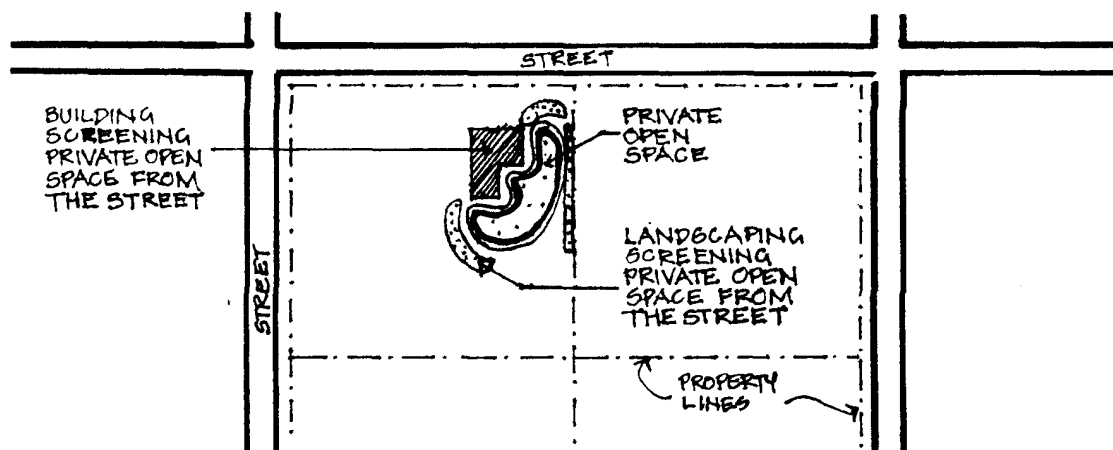 STREET
BUILDING
SCREENING
PRIVATE OPEN
SPACE FROM
THE STREET
PRIVATE
OPEN
SPACE
LANDSCAPING
SCREENING
PRIVATE OPEN
SPACE FROM
THE STREET
STREET
PROPERTY
LINES